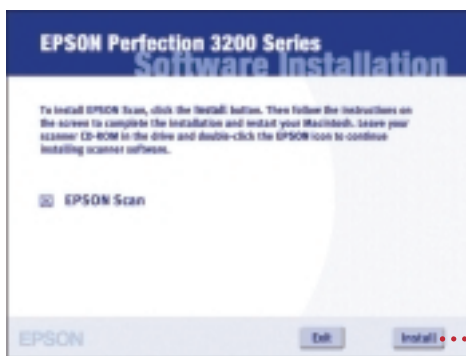 EPSON Perfection 3200 Series
Software Installation
To install EPSON Scan, click the Install button. Then follow the instructions on
the screen to complete the installation and restart your Macintosh. Leave your
scanner CD-ROM in the drive and double-click the EPSON icon to continue
installing scanner software.
EPSON Scan
EPSON Exit Install